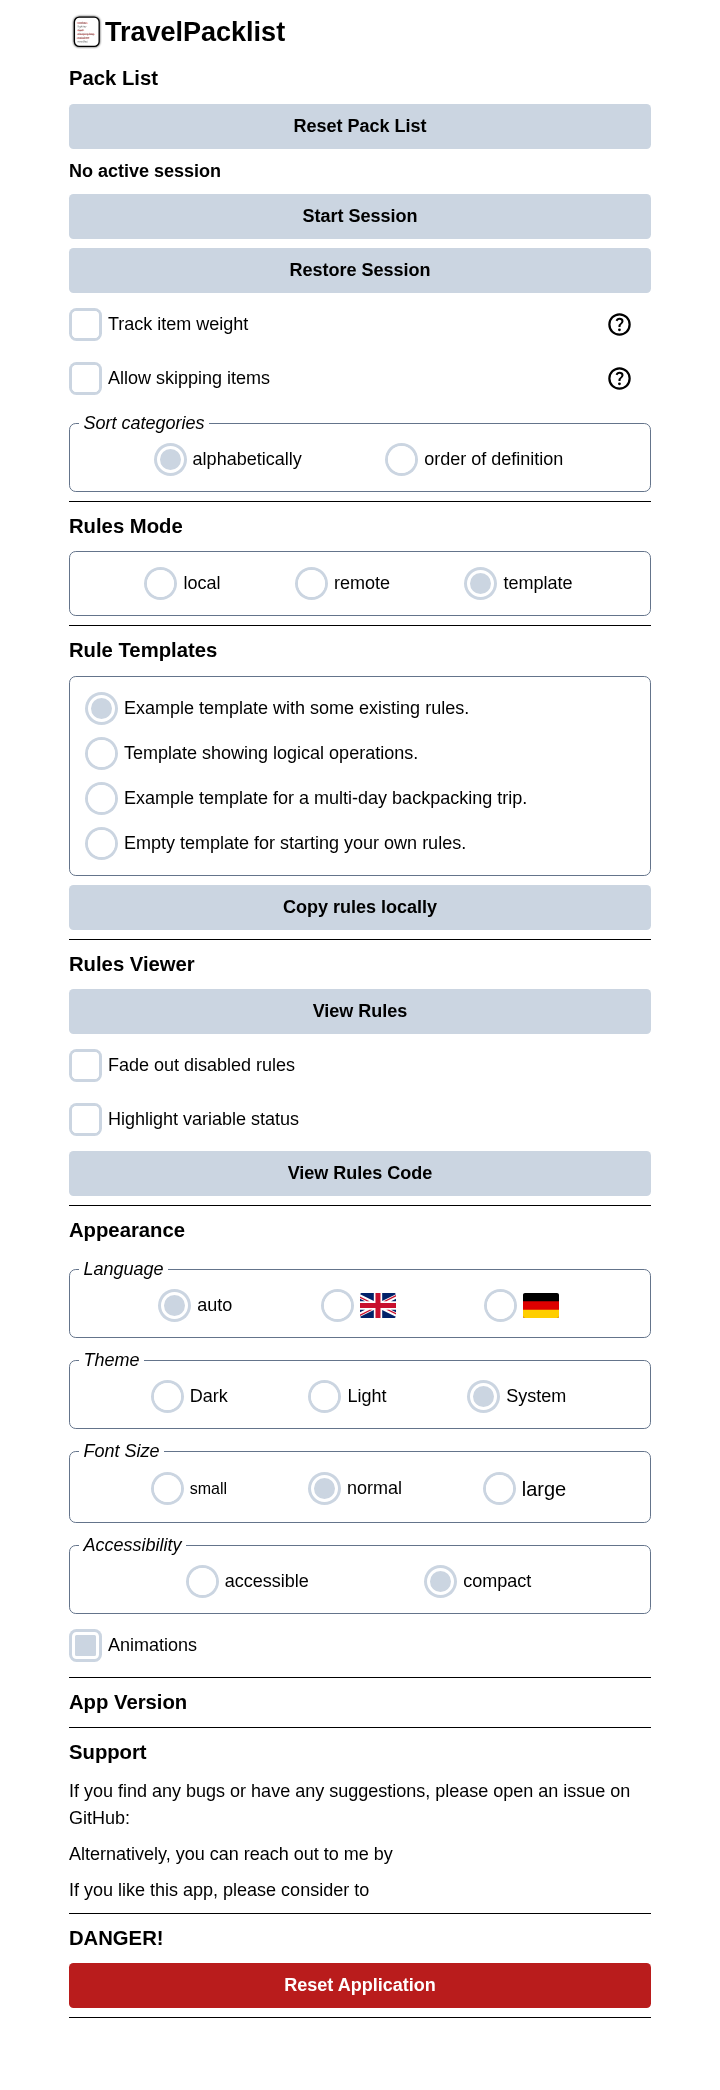 TravelPacklist
Pack List
Reset Pack List
No active session
Start Session
Restore Session
Track item weight
Allow skipping items
Sort categories
alphabetically order of definition
Rules Mode
local remote template
Rule Templates
Example template with some existing rules.
Template showing logical operations.
Example template for a multi-day backpacking trip.
Empty template for starting your own rules.
Copy rules locally
Rules Viewer
View Rules
Fade out disabled rules
Highlight variable status
View Rules Code
Appearance
Language
auto
Theme
Dark Light System
Font Size
small normal large
Accessibility
accessible compact
Animations
App Version
Support
If you find any bugs or have any suggestions, please open an issue on
GitHub:
Alternatively, you can reach out to me by
If you like this app, please consider to
DANGER!
Reset Application